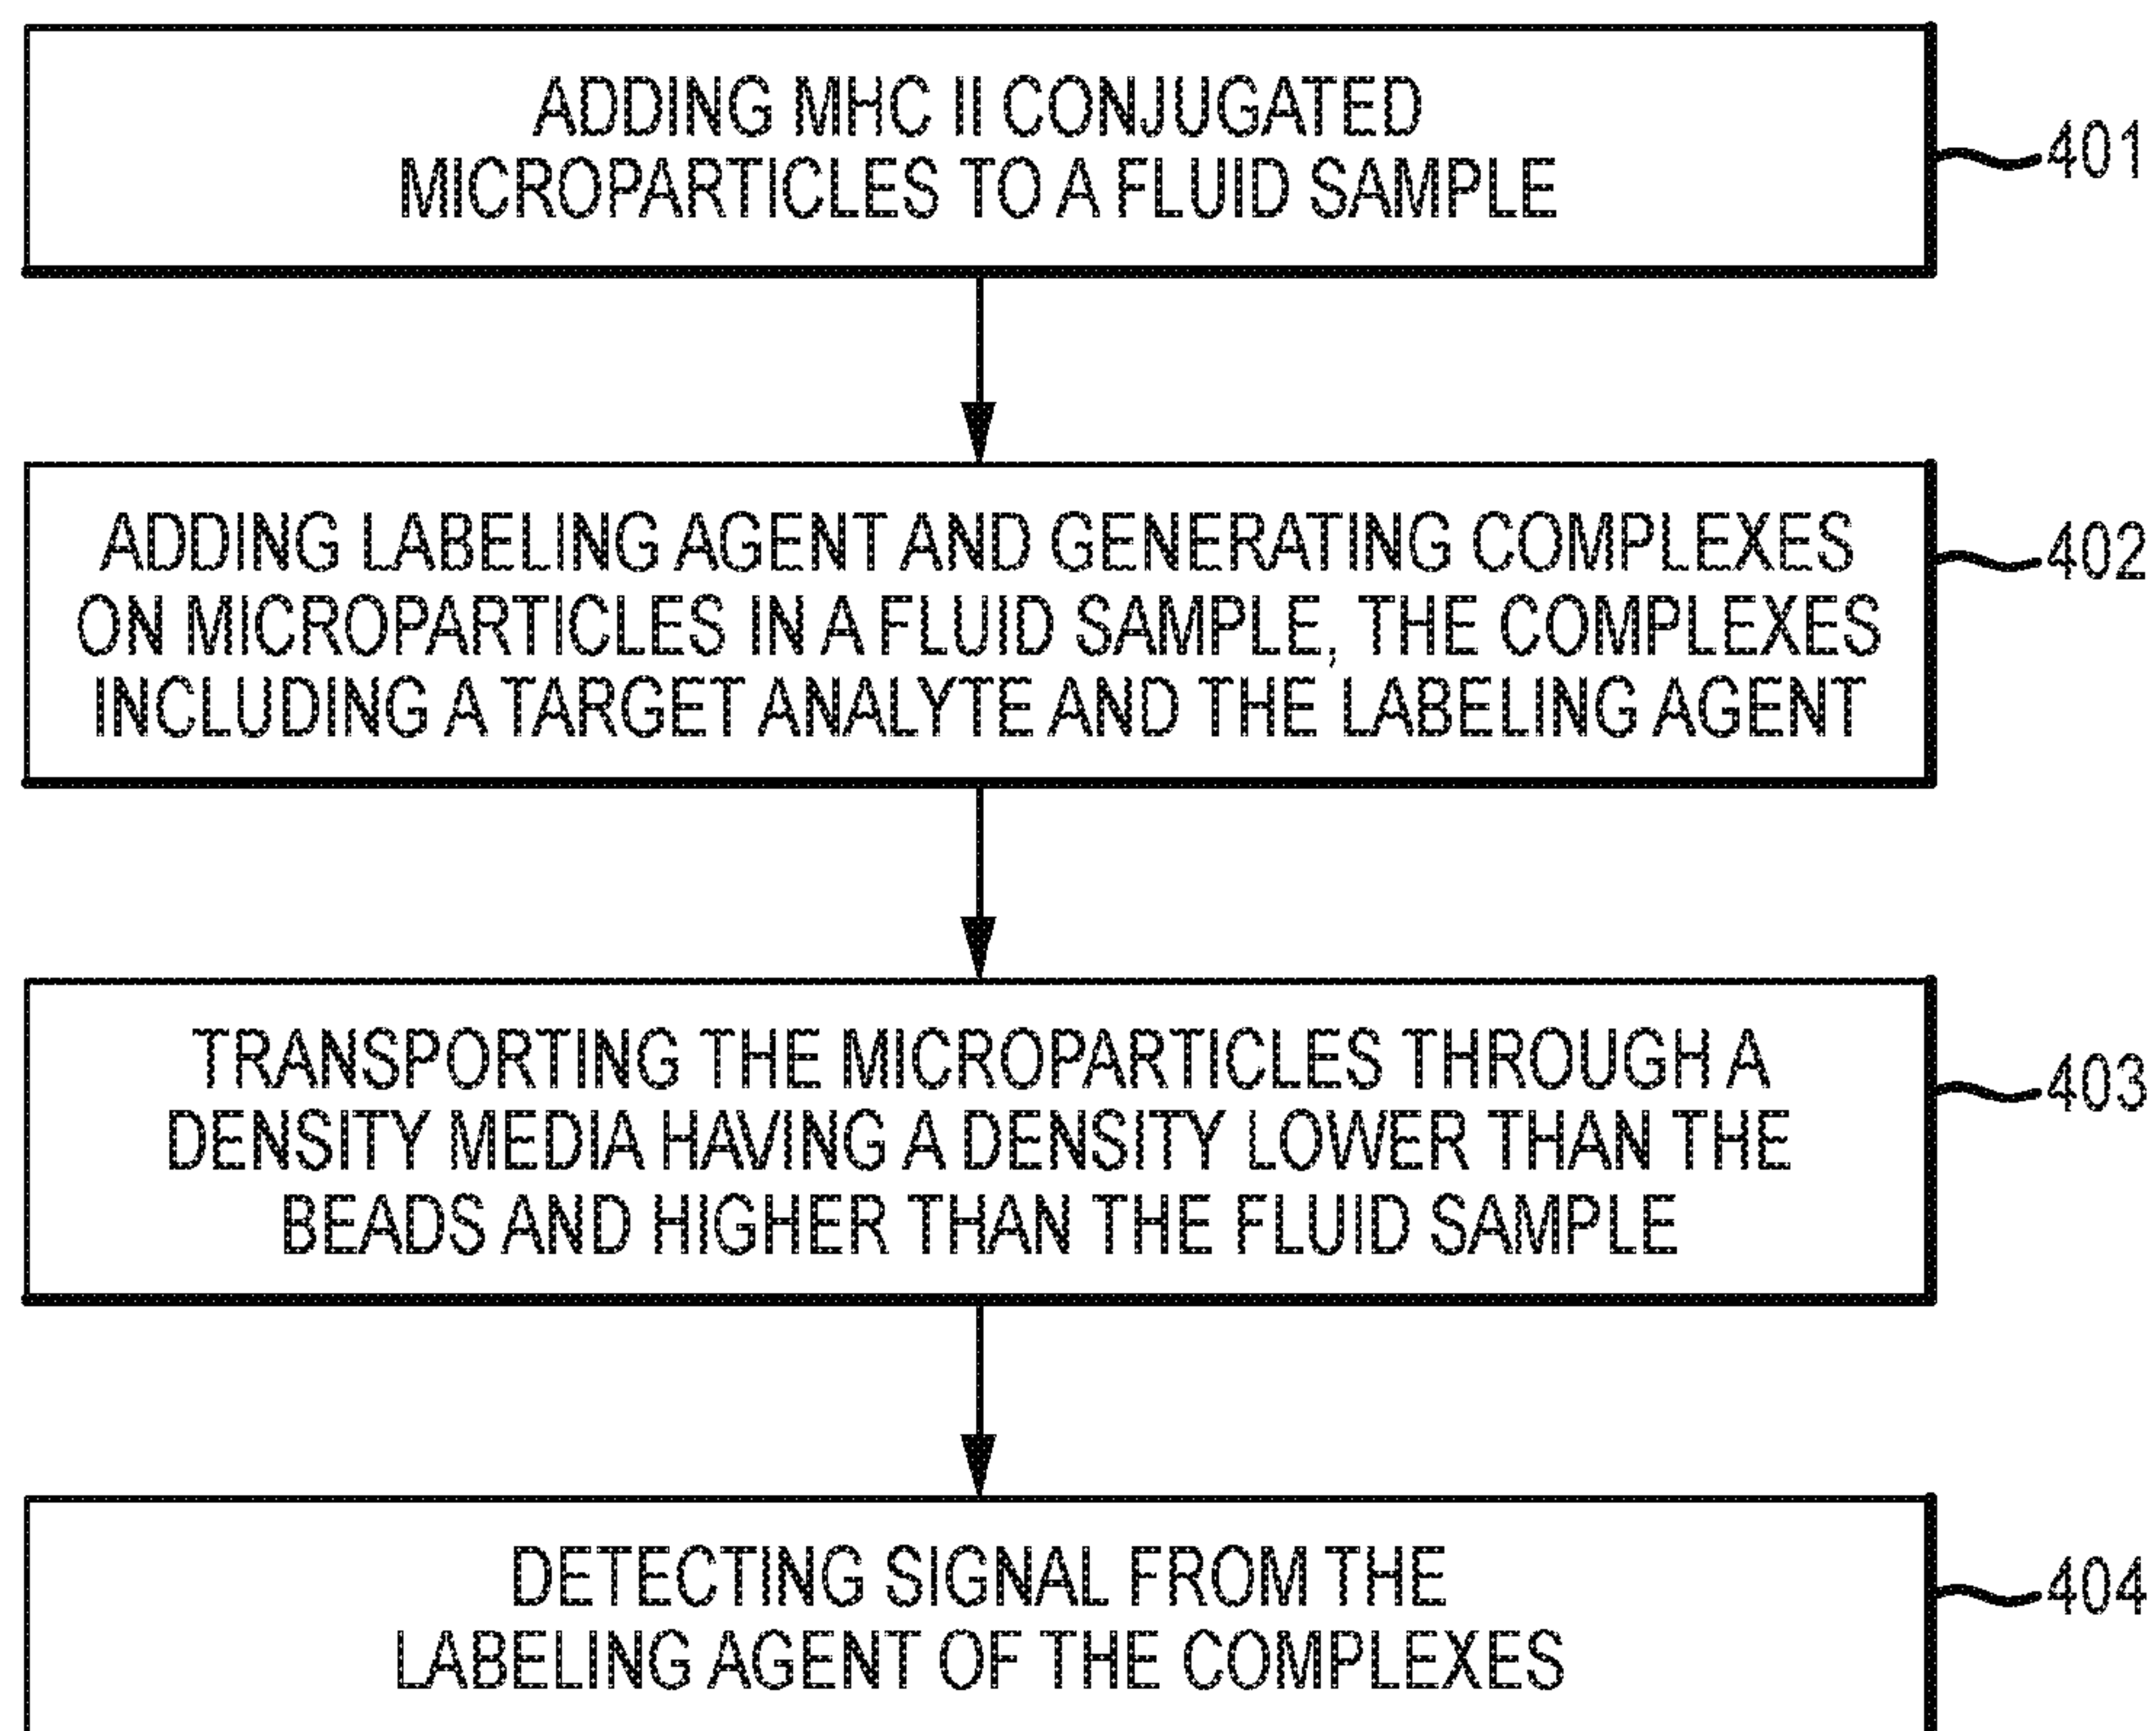 ADDING MHC II CONJUGATED
MICROPARTICLES TO A FLUID SAMPLE
401
ADDING LABELING AGENT AND GENERATING COMPLEXES
ON MICROPARTICLES IN A FLUID SAMPLE, THE COMPLEXES
INCLUDING A TARGET ANALYTE AND THE LABELING AGENT
402
TRANSPORTING THE MICROPARTICLES THROUGH A
DENSITY MEDIA HAVING A DENSITY LOWER THAN THE
BEADS AND HIGHER THAN THE FLUID SAMPLE
403
DETECTING SIGNAL FROM THE
LABELING AGENT OF THE COMPLEXES
404